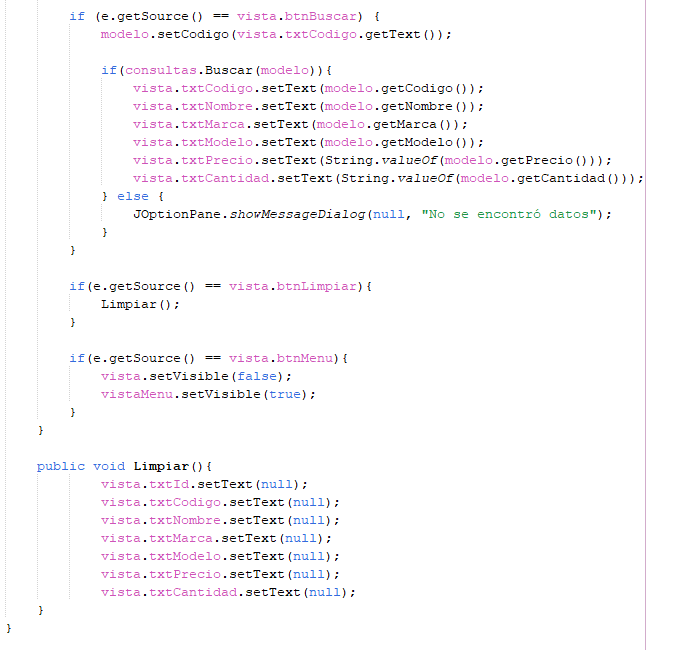 if (e.getSource() == vista.btnBuscar) {
modelo.setCodigo(vista.txtCodigo.getText());
if(consultas.Buscar(modelo)){
vista.txtCodigo.setText(modelo.getCodigo());
vista.txtNombre.setText(modelo.getNombre());
vista.txtMarca.setText(modelo.getMarca());
vista.txtModelo.setText(modelo.getModelo());
vista.txtPrecio.setText(String.valueOf(modelo.getPrecio()));
vista.txtCantidad.setText(String.valueOf(modelo.getCantidad()));
} else {
JOptionPane.showMessageDialog(null, "No se encontró datos");
}
}
if(e.getSource() == vista.btnLimpiar){
Limpiar();
}
if(e.getSource() == vista.btnMenu){
vista.setVisible(false);
vistaMenu.setVisible(true);
}
}
public void Limpiar(){
vista.txtId.setText(null);
vista.txtCodigo.setText(null);
vista.txtNombre.setText(null);
vista.txtMarca.setText(null);
vista.txtModelo.setText(null);
vista.txtPrecio.setText(null);
vista.txtCantidad.setText(null);
}
}